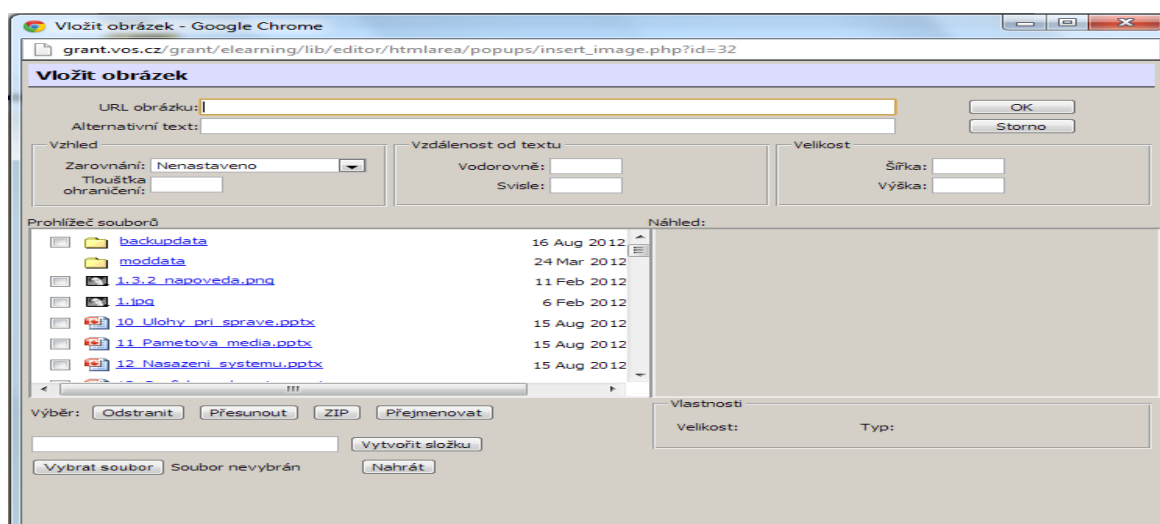 Vložit obrázek - Google Chrome
grant.vos.cz/grant/elearning/lib/editor/htmlarea/popups/insert_image.php?id=32
Vložit obrázek
URL obrázku:
OK
Alternativní text:
Storno
Vzhled
Vzdálenost od textu
Velikost
Zarovnání: Nenastaveno
Vodorovně:
Šířka:
Tloušťka
ohraničení:
Svisle:
Výška:
Prohlížeč souborů
Náhled:
backupdata 16 Aug 2012
moddata 24 Mar 2012
1.3.2_napoveda.png 11 Feb 2012
1.jpg 6 Feb 2012
10_Ulohy_pri_sprave.pptx 15 Aug 2012
11_Pametova_media.pptx 15 Aug 2012
12_Nasazeni_systemu.pptx 15 Aug 2012
Výběr: Odstranit Přesunout ZIP Přejmenovat
Vlastnosti
Velikost: Typ:
Vytvořit složku
Vybrat soubor Soubor nevybrán Nahrát